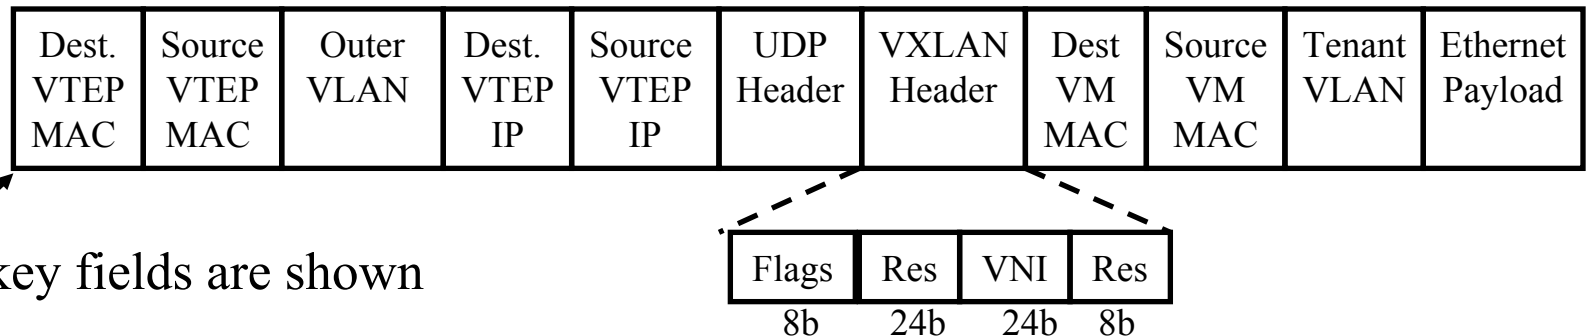 Dest. Source Outer Dest. Source UDP VXLAN Dest Source Tenant Ethernet
VTEP VTEP VLAN VTEP VTEP Header Header VM VM VLAN Payload
MAC MAC IP IP MAC MAC
key fields are shown
Flags Res VNI Res
8b 24b 24b 8b